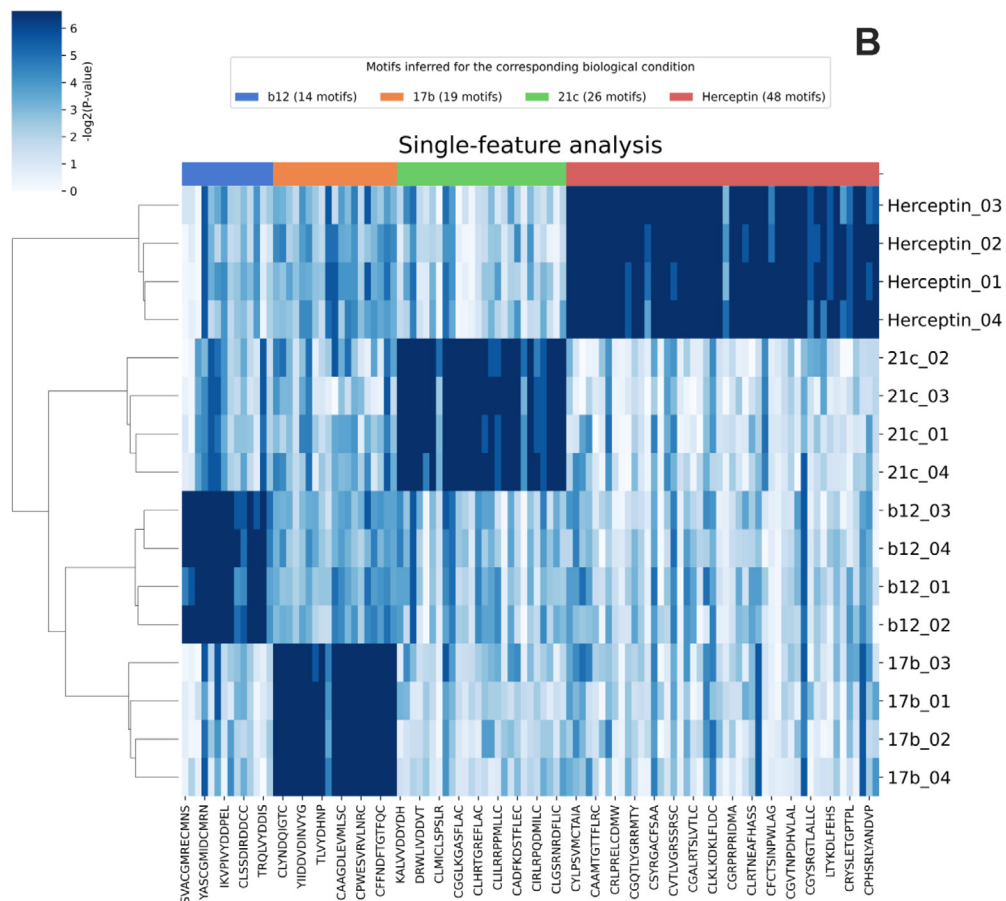 B
6
5
4
3
2
1
0
-log2(P-value)
Motifs inferred for the corresponding biological condition
b12 (14 motifs) 17b (19 motifs) 21c (26 motifs) Herceptin (48 motifs)
Single-feature analysis
Herceptin_03
Herceptin_02
Herceptin_01
Herceptin_04
21c_02
21c_03
21c_01
21c_04
b12_03
b12_04
b12_01
b12_02
17b_03
17b_01
17b_02
17b_04
SVACGMRECMNS
YASCGMIDCMRN
IKVPIVYDDPEL
CLSSDIRDDCC
TRQLVYDDIS
CLYNDQIGTC
YIIDVDINVYG
TLVYDHNP
CAAGDLEVMLSC
CPWESVRVLNRC
CFFNDFTGTFQC
KALVVDDYDH
DRWLIVDDVT
CLMICLSPSLR
CGGLKGASFLAC
CLHRTGREFLAC
CLILRRPPMLLC
CADFKDSTFLEC
CIRLRPQDMILC
CLGSRNRDFLIC
CYLPSVMCTAIA
CAAMTGTTFLRC
CRLPRELCDMIW
CGQTLYGRRMTY
CSYRGACFSAA
CVTLVGRSSRSC
CGALRTSLVTLC
CLKLKDKLFLDC
CGRPRPRIDMA
CLRTNEAFHASS
CFCTSINPWLAG
CGVTNPDHVLAL
CGYSRGTLALLC
LTYKDLFEHS
CRYSLETGPTPL
CPHSRLYANDVP